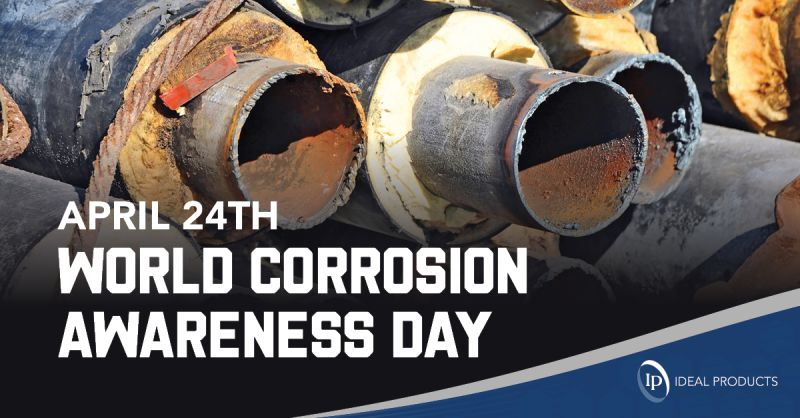 APRIL 24TH
WORLD CORROSION
AWARENESS DAY
IP IDEAL PRODUCTS